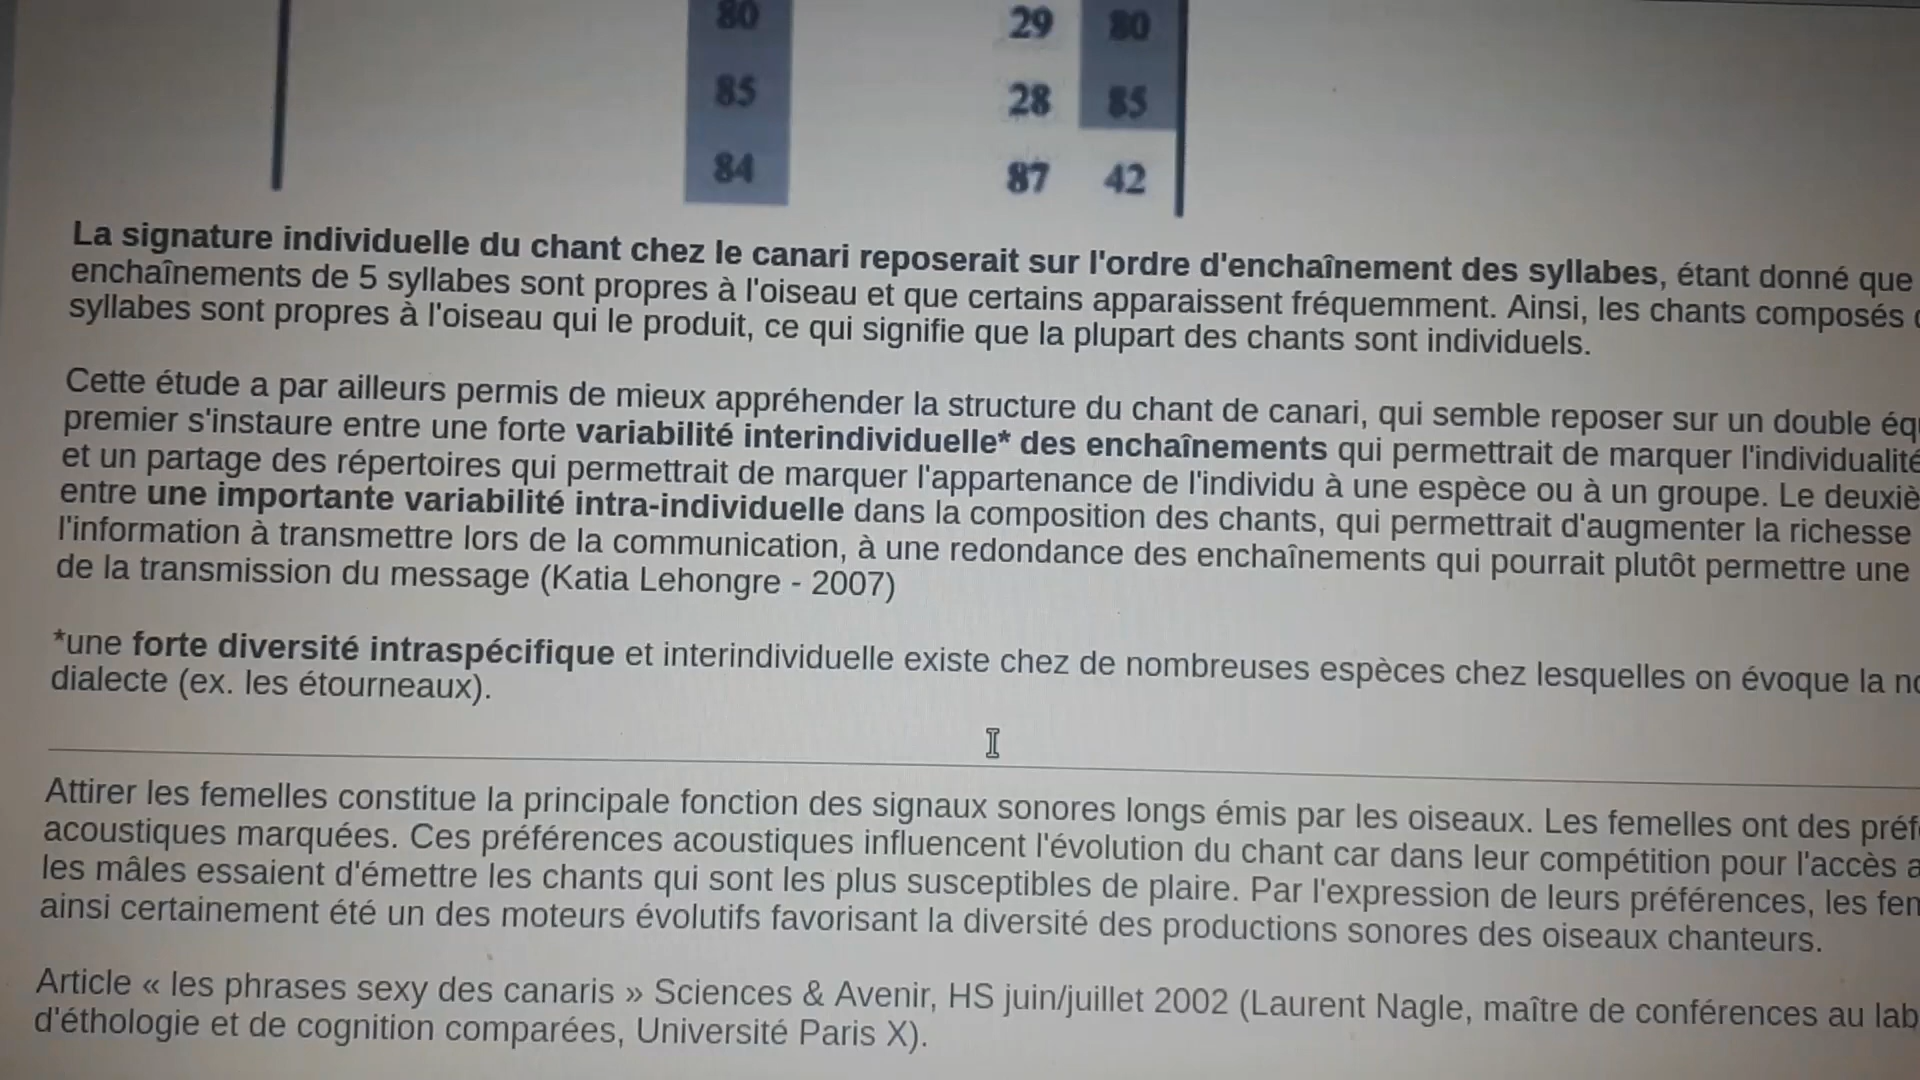 80 29 80
85 28 85
84 87 42
La signature individuelle du chant chez le canari reposerait sur l'ordre d'enchaînement des syllabes, étant donné que
enchaînements de 5 syllabes sont propres à l'oiseau et que certains apparaissent fréquemment. Ainsi, les chants composés
syllabes sont propres à l'oiseau qui le produit, ce qui signifie que la plupart des chants sont individuels.
Cette étude a par ailleurs permis de mieux appréhender la structure du chant de canari, qui semble reposer sur un double
premier s'instaure entre une forte variabilité interindividuelle* des enchaînements qui permettrait de marquer l'individualité
et un partage des répertoires qui permettrait de marquer l'appartenance de l'individu à une espèce ou à un groupe. Le
entre une importante variabilité intra-individuelle dans la composition des chants, qui permettrait d'augmenter la richesse
l'information à transmettre lors de la communication, à une redondance des enchaînements qui pourrait plutôt permettre une
de la transmission du message (Katia Lehongre - 2007)
*une forte diversité intraspécifique et interindividuelle existe chez de nombreuses espèces chez lesquelles on évoque la
dialecte (ex. les étourneaux).
Attirer les femelles constitue la principale fonction des signaux sonores longs émis par les oiseaux. Les femelles ont des
acoustiques marquées. Ces préférences acoustiques influencent l'évolution du chant car dans leur compétition pour l'accès
les mâles essaient d'émettre les chants qui sont les plus susceptibles de plaire. Par l'expression de leurs préférences, les
ainsi certainement été un des moteurs évolutifs favorisant la diversité des productions sonores des oiseaux chanteurs.
Article « les phrases sexy des canaris » Sciences & Avenir, HS juin/juillet 2002 (Laurent Nagle, maître de conférences au
d'éthologie et de cognition comparées, Université Paris X).